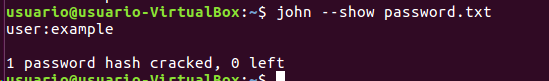 usuario@usuario-VirtualBox:~$ john --show password.txt
user:example
1 password hash cracked, 0 left
usuario@usuario-VirtualBox:~$